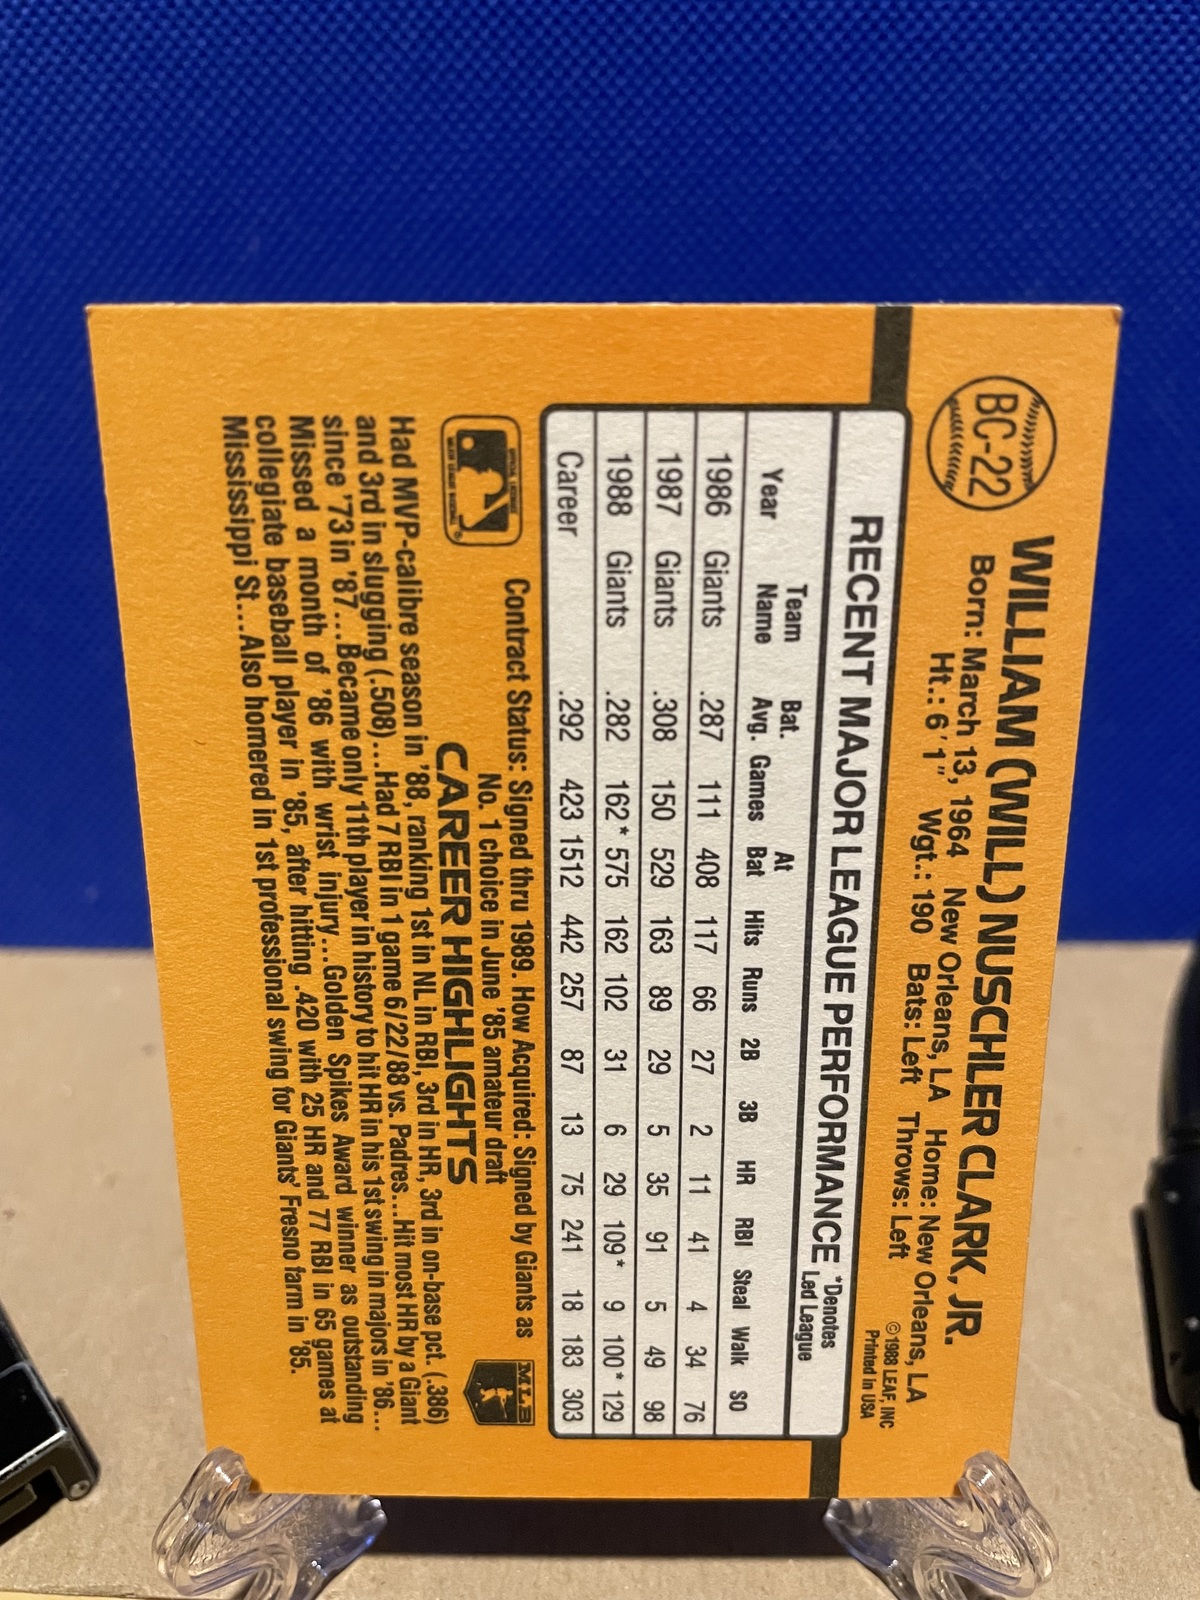 BC-22
WILLIAM (WILL) NUSCHLER CLARK, JR.
Born: March 13, 1964 New Orleans, LA Home: New Orleans, LA
Ht.: 6'1" Wgt.: 190 Bats: Left Throws: Left
©1988 LEAF, INC
Printed in USA
RECENT MAJOR LEAGUE PERFORMANCE *Denotes Led League
Year Team Name Bat. Avg. Games At Bat Hits Runs 2B 3B HR RBI Steal Walk SO
1986 Giants .287 111 408 117 66 27 2 11 41 4 34 76
1987 Giants .308 150 529 163 89 29 5 35 91 5 49 98
1988 Giants .282 162* 575 162 102 31 6 29 109* 9 100* 129
Career .292 423 1512 442 257 87 13 75 241 18 183 303
Contract Status: Signed thru 1989. How Acquired: Signed by Giants as
No. 1 choice in June '85 amateur draft
MLB
CAREER HIGHLIGHTS
Had MVP-calibre season in '88, ranking 1st in NL in RBI, 3rd in HR, 3rd in on-base pct. (.386)
and 3rd in slugging (.508)...Had 7 RBI in 1 game 6/22/88 vs. Padres...Hit most HR by a Giant
since '73 in '87...Became only 11th player in history to hit HR in his 1st swing in majors in '86...
Missed a month of '86 with wrist injury...Golden Spikes Award winner as outstanding
collegiate baseball player in '85, after hitting .420 with 25 HR and 77 RBI in 65 games at
Mississippi St...Also homered in 1st professional swing for Giants' Fresno farm in '85.